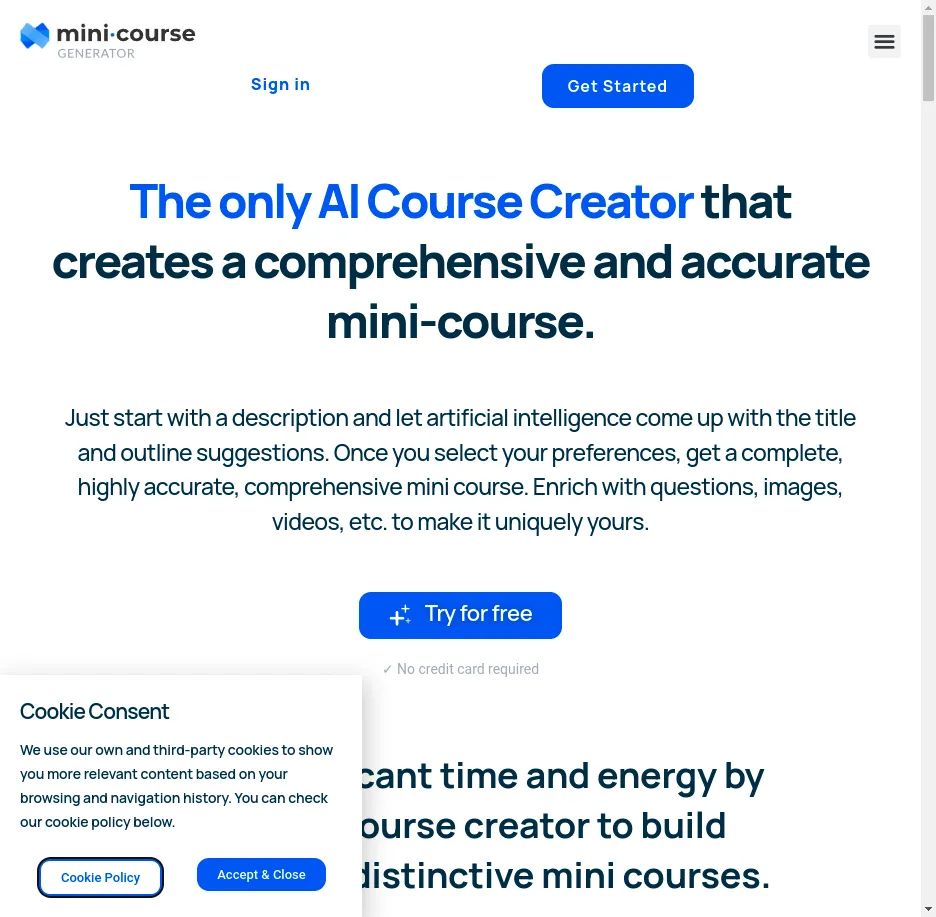 mini·course
GENERATOR
Sign in
Get Started
The only AI Course Creator that
creates a comprehensive and accurate
mini-course.
Just start with a description and let artificial intelligence come up with the title
and outline suggestions. Once you select your preferences, get a complete,
highly accurate, comprehensive mini course. Enrich with questions, images,
videos, etc. to make it uniquely yours.
Try for free
✓ No credit card required
time and energy by
course creator to build
distinctive mini courses.
Cookie Consent
We use our own and third-party cookies to show
you more relevant content based on your
browsing and navigation history. You can check
our cookie policy below.
Cookie Policy
Accept & Close